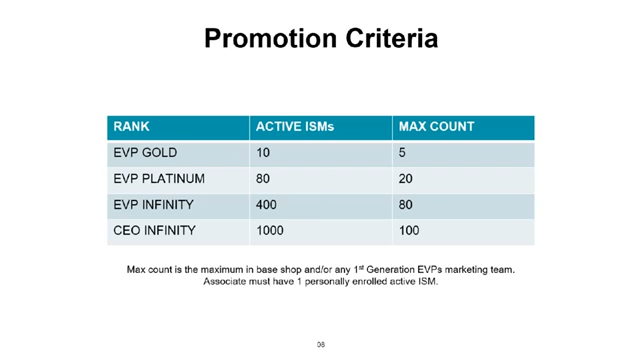 Promotion Criteria
RANK ACTIVE ISMs MAX COUNT
EVP GOLD 10 5
EVP PLATINUM 80 20
EVP INFINITY 400 80
CEO INFINITY 1000 100
Max count is the maximum in base shop and/or any 1st Generation EVPs marketing team.
Associate must have 1 personally enrolled active ISM.
06